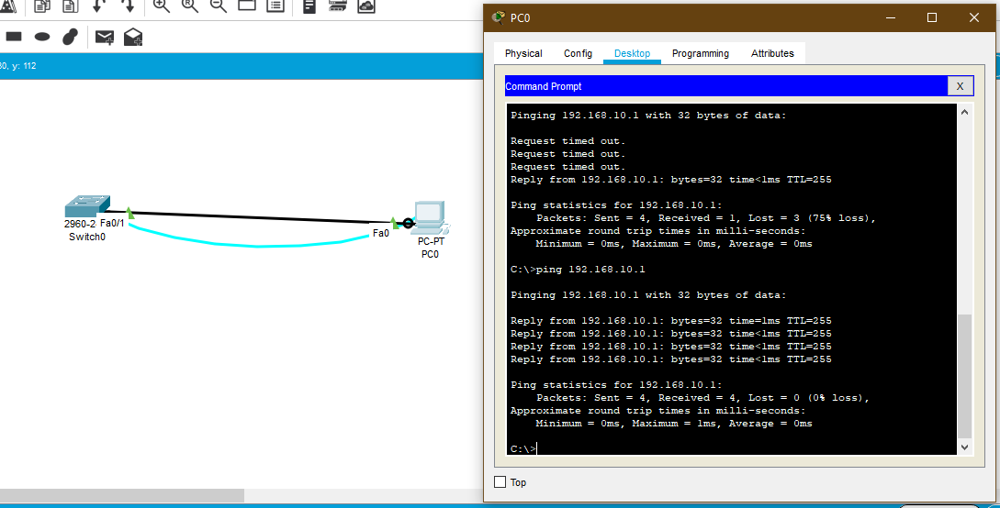 30, y: 112
2960-2
Fa0/1
Switch0
Fa0
PC-PT
PC0
PC0
Physical Config Desktop Programming Attributes
Command Prompt X
Pinging 192.168.10.1 with 32 bytes of data:
Request timed out.
Request timed out.
Request timed out.
Reply from 192.168.10.1: bytes=32 time<1ms TTL=255
Ping statistics for 192.168.10.1:
Packets: Sent = 4, Received = 1, Lost = 3 (75% loss),
Approximate round trip times in milli-seconds:
Minimum = 0ms, Maximum = 0ms, Average = 0ms
C:\>ping 192.168.10.1
Pinging 192.168.10.1 with 32 bytes of data:
Reply from 192.168.10.1: bytes=32 time=1ms TTL=255
Reply from 192.168.10.1: bytes=32 time<1ms TTL=255
Reply from 192.168.10.1: bytes=32 time<1ms TTL=255
Reply from 192.168.10.1: bytes=32 time<1ms TTL=255
Ping statistics for 192.168.10.1:
Packets: Sent = 4, Received = 4, Lost = 0 (0% loss),
Approximate round trip times in milli-seconds:
Minimum = 0ms, Maximum = 1ms, Average = 0ms
C:\>
Top